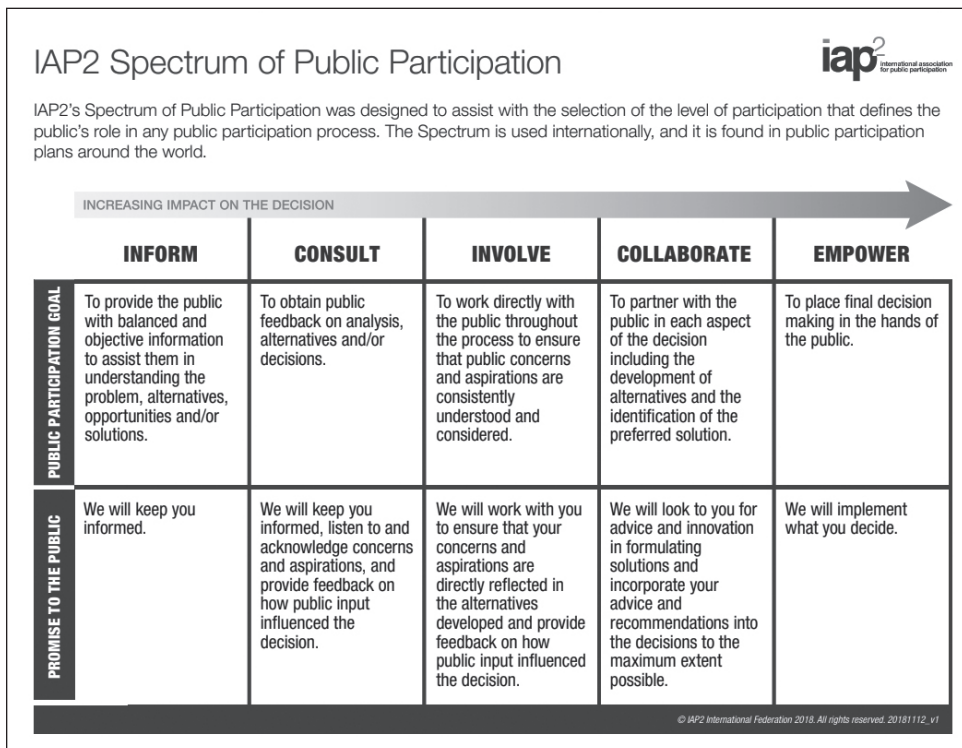 IAP2 Spectrum of Public Participation
iap2
international association
for public participation
IAP2's Spectrum of Public Participation was designed to assist with the selection of the level of participation that defines the
public's role in any public participation process. The Spectrum is used internationally, and it is found in public participation
plans around the world.
INCREASING IMPACT ON THE DECISION
INFORM
CONSULT
INVOLVE
COLLABORATE
EMPOWER
PUBLIC PARTICIPATION GOAL
To provide the public
with balanced and
objective information
to assist them in
understanding the
problem, alternatives,
opportunities and/or
solutions.
To obtain public
feedback on analysis,
alternatives and/or
decisions.
To work directly with
the public throughout
the process to ensure
that public concerns
and aspirations are
consistently
understood and
considered.
To partner with the
public in each aspect
of the decision
including the
development of
alternatives and the
identification of the
preferred solution.
To place final decision
making in the hands of
the public.
PROMISE TO THE PUBLIC
We will keep you
informed.
We will keep you
informed, listen to and
acknowledge concerns
and aspirations, and
provide feedback on
how public input
influenced the
decision.
We will work with you
to ensure that your
concerns and
aspirations are
directly reflected in
the alternatives
developed and provide
feedback on how
public input influenced
the decision.
We will look to you for
advice and innovation
in formulating
solutions and
incorporate your
advice and
recommendations into
the decisions to the
maximum extent
possible.
We will implement
what you decide.
© IAP2 International Federation 2018. All rights reserved. 20181112_v1